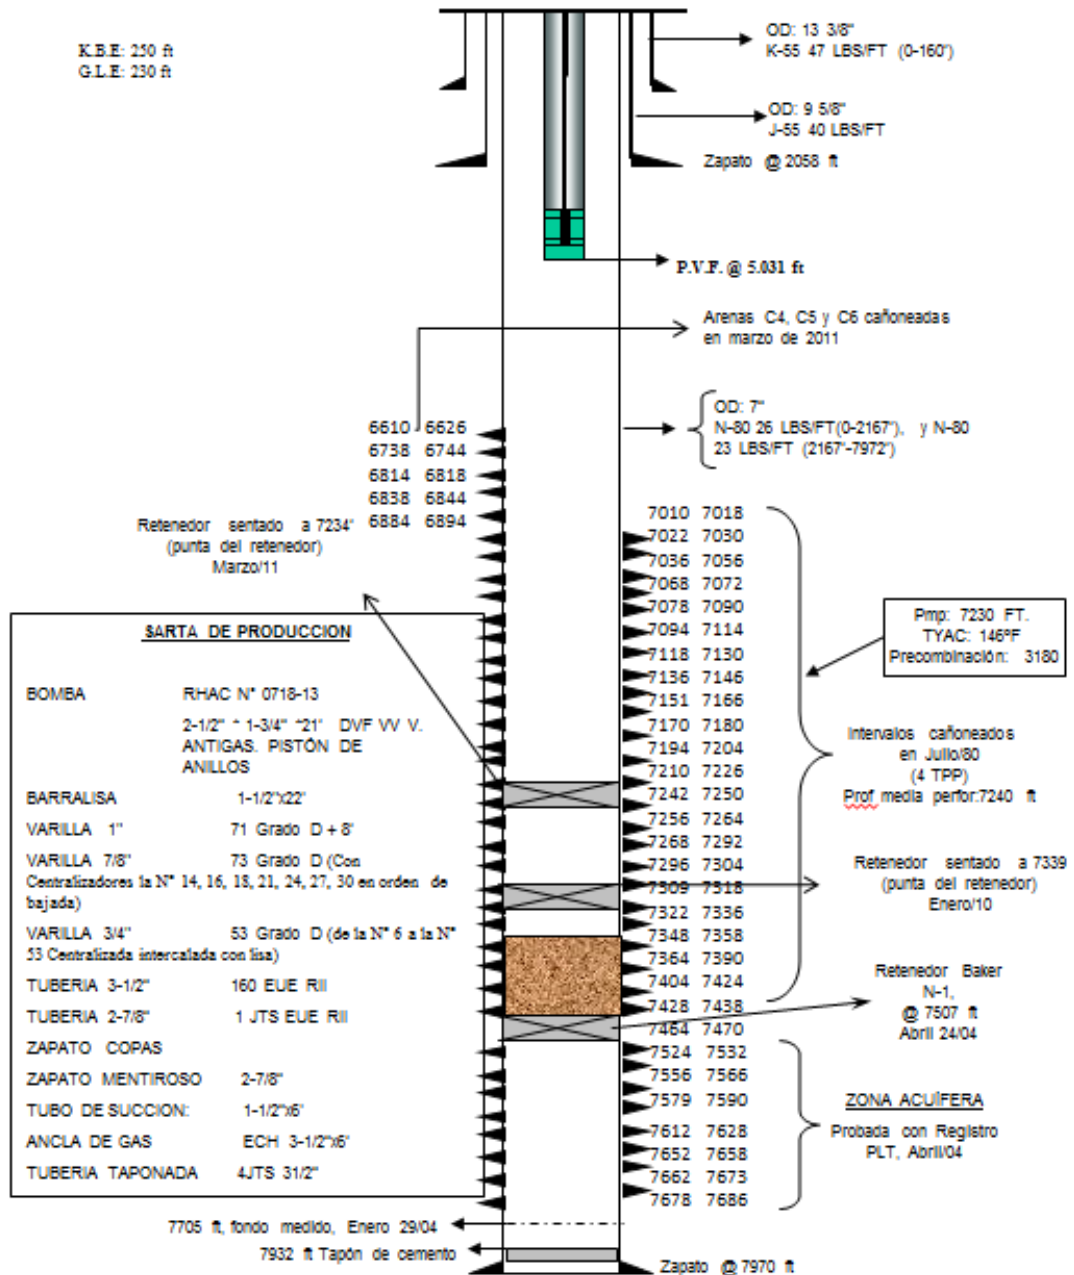 K.B.E: 250 ft
G.L.E: 230 ft
OD: 13 3/8"
K-55 47 LBS/FT (0-160')
OD: 9 5/8"
J-55 40 LBS/FT
Zapato @ 2058 ft
P.V.F. @ 5.031 ft
Arenas C4, C5 y C6 cañoneadas
en marzo de 2011
OD: 7"
N-80 26 LBS/FT(0-2167'), y N-80
23 LBS/FT (2167'-7972')
6610 6626
6738 6744
6814 6818
6838 6844
6884 6894
Retenedor sentado a 7234'
(punta del retenedor)
Marzo/11
7010 7018
7022 7030
7036 7056
7068 7072
7078 7090
7094 7114
7118 7130
7136 7146
7151 7166
7170 7180
7194 7204
7210 7226
7242 7250
7256 7264
7268 7292
7296 7304
7309 7318
7322 7336
7348 7358
7364 7390
7404 7424
7428 7438
7464 7470
7524 7532
7556 7566
7579 7590
7612 7628
7652 7658
7662 7673
7678 7686
Pmp: 7230 FT.
TYAC: 146ºF
Precombinación: 3180
Intervalos cañoneados
en Julio/80
(4 TPP)
Prof media perfor:7240 ft
Retenedor sentado a 7339
(punta del retenedor)
Enero/10
Retenedor Baker
N-1,
@ 7507 ft
Abril 24/04
ZONA ACUÍFERA
Probada con Registro
PLT, Abril/04
SARTA DE PRODUCCION
BOMBA RHAC N° 0718-13
2-1/2" * 1-3/4" *21' DVF VV V.
ANTIGAS. PISTÓN DE
ANILLOS
BARRALISA 1-1/2"x22'
VARILLA 1" 71 Grado D + 8'
VARILLA 7/8" 73 Grado D (Con
Centralizadores la N° 14, 16, 18, 21, 24, 27, 30 en orden de
bajada)
VARILLA 3/4" 53 Grado D (de la N° 6 a la N°
53 Centralizada intercalada con lisa)
TUBERIA 3-1/2" 160 EUE RII
TUBERIA 2-7/8" 1 JTS EUE RII
ZAPATO COPAS
ZAPATO MENTIROSO 2-7/8"
TUBO DE SUCCION: 1-1/2"x6'
ANCLA DE GAS ECH 3-1/2"x6'
TUBERIA TAPONADA 4JTS 31/2"
7705 ft, fondo medido, Enero 29/04
7932 ft Tapón de cemento
Zapato @ 7970 ft